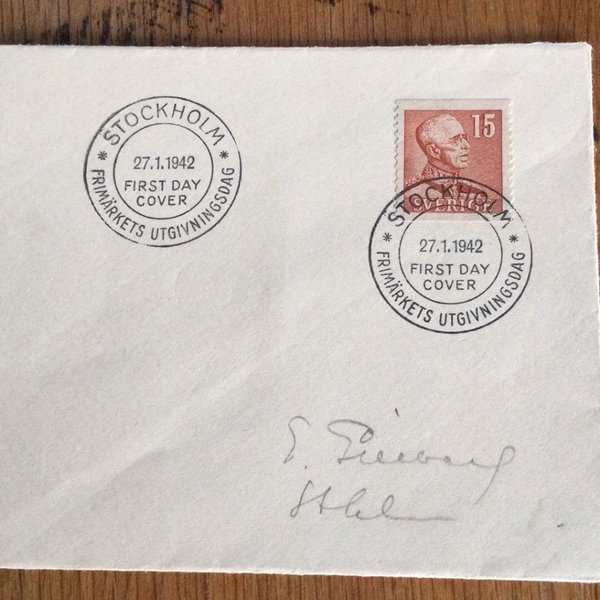 STOCKHOLM
27.1.1942
FIRST DAY
COVER
* FRIMÄRKETS UTGIVNINGSDAG *
15
SVERIGE
STOCKHOLM
27.1.1942
FIRST DAY
COVER
* FRIMÄRKETS UTGIVNINGSDAG *